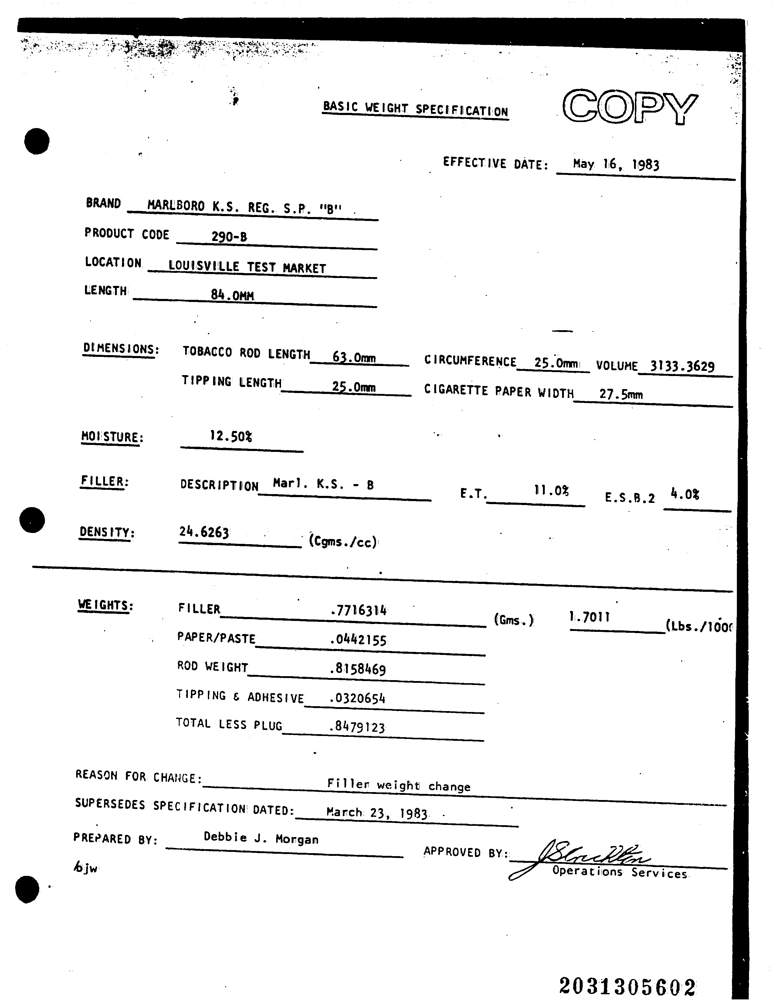 COPY
BASIC WEIGHT SPECIFICATION
EFFECTIVE DATE: May 16, 1983
BRAND MARLBORO K.S. REG. S.P. "B"
PRODUCT CODE 290-B
LOCATION LOUISVILLE TEST MARKET
LENGTH 84.0MM
DIMENSIONS: TOBACCO ROD LENGTH 63.0mm CIRCUMFERENCE 25.0mm VOLUME 3133.3629
TIPPING LENGTH 25.0mm CIGARETTE PAPER WIDTH 27.5mm
MOISTURE: 12.50%
FILLER: DESCRIPTION Marl. K.S. - B E.T. 11.0% E.S.B.2 4.0%
DENSITY: 24.6263 (Cgms./cc)
WEIGHTS: FILLER .7716314 (Gms.) 1.7011 (Lbs./100
PAPER/PASTE .0442155
ROD WEIGHT .8158469
TIPPING & ADHESIVE .0320654
TOTAL LESS PLUG .8479123
REASON FOR CHANGE: Filler weight change
SUPERSEDES SPECIFICATION DATED: March 23, 1983
PREPARED BY: Debbie J. Morgan APPROVED BY:
/bjw Operations Services
2031305602